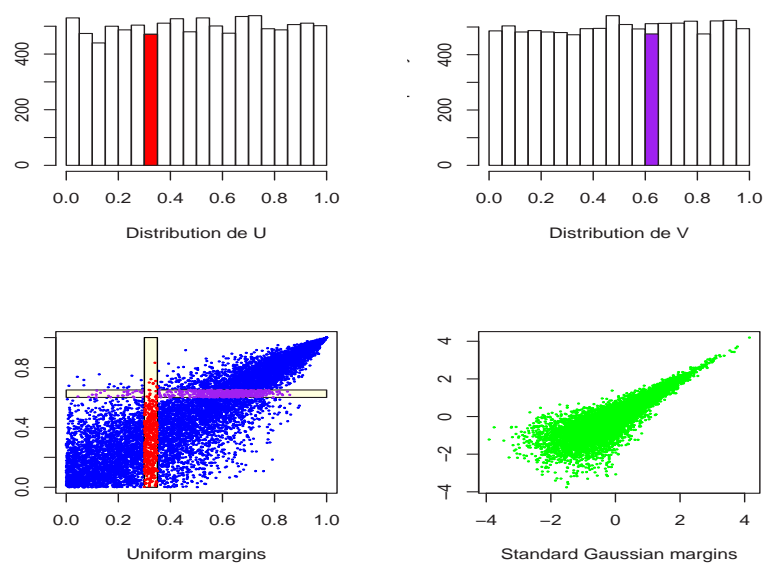 400
200
0
0.0 0.2 0.4 0.6 0.8 1.0
Distribution de U
400
200
0
0.0 0.2 0.4 0.6 0.8 1.0
Distribution de V
0.8
0.4
0.0
0.0 0.2 0.4 0.6 0.8 1.0
Uniform margins
4
2
0
−2
−4
−4 −2 0 2 4
Standard Gaussian margins